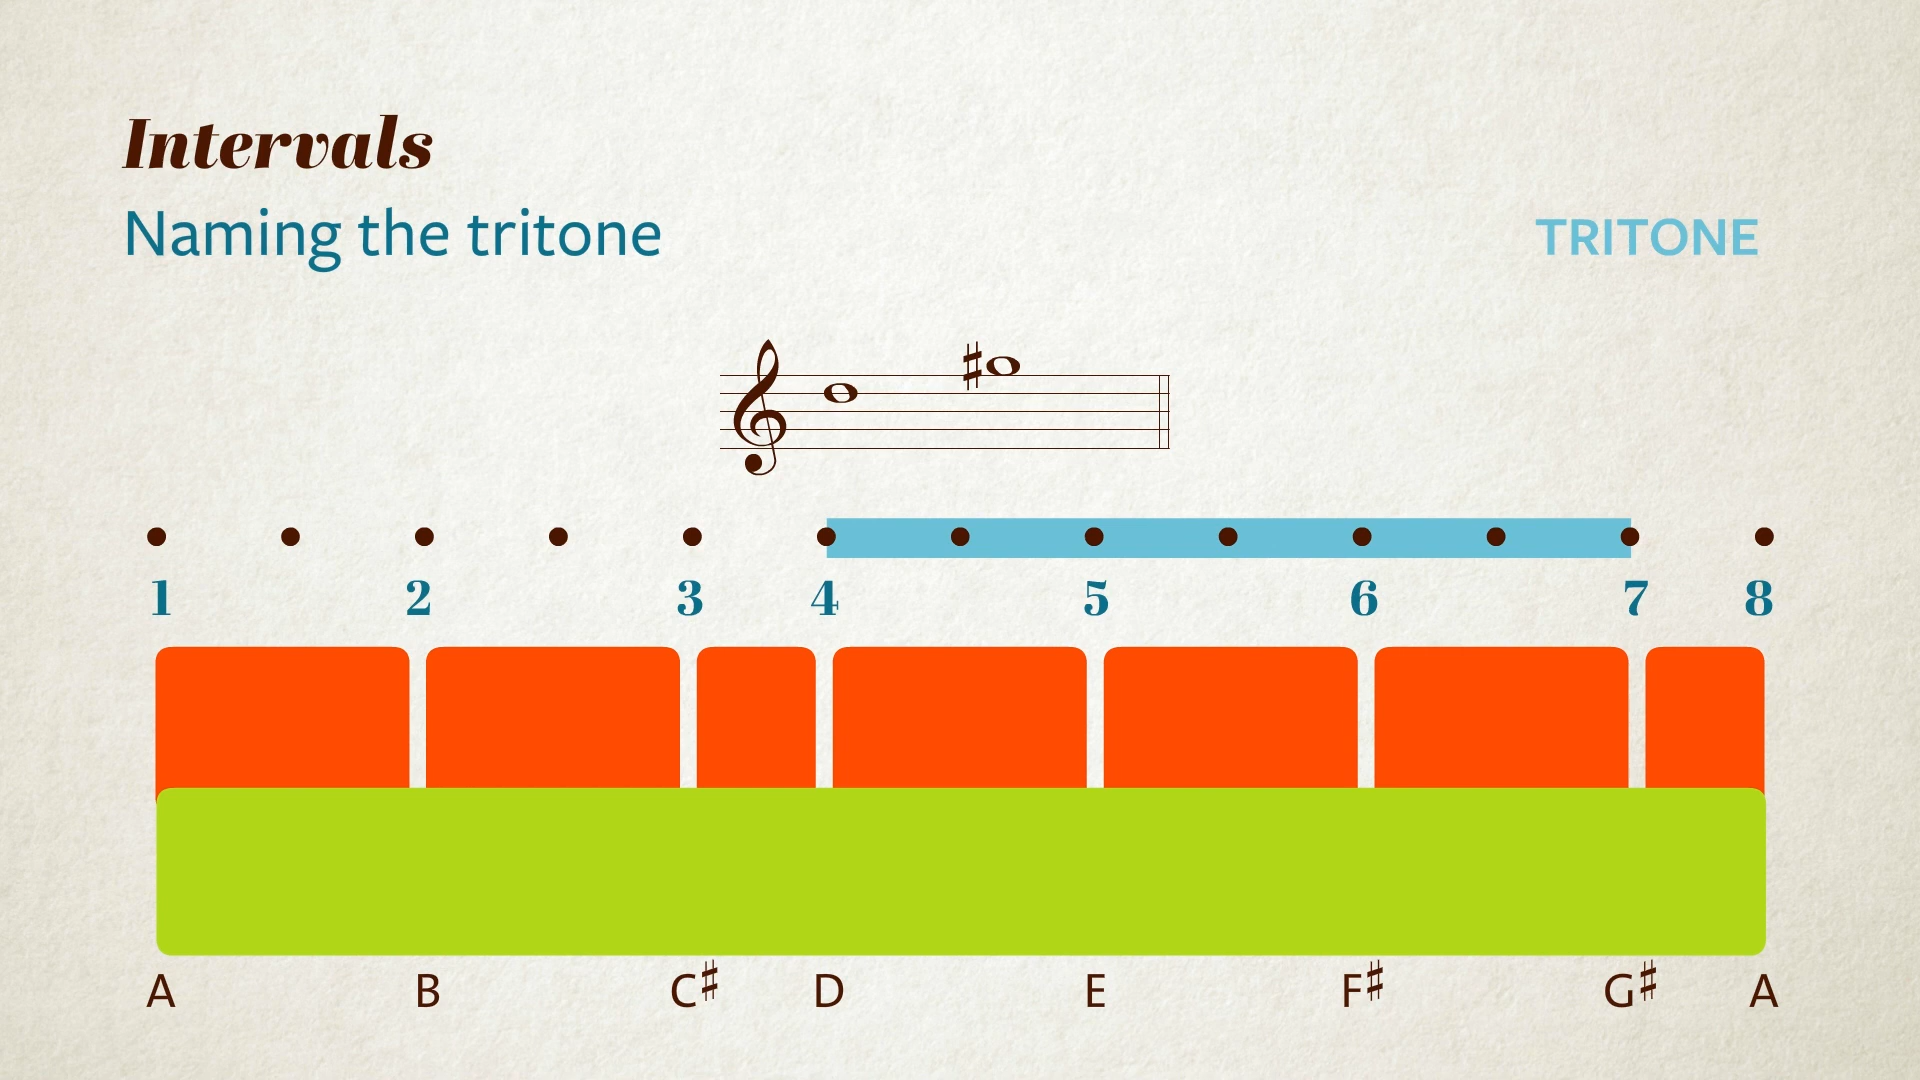 Intervals
Naming the tritone
TRITONE
1 2 3 4 5 6 7 8
A B C♯ D E F♯ G♯ A